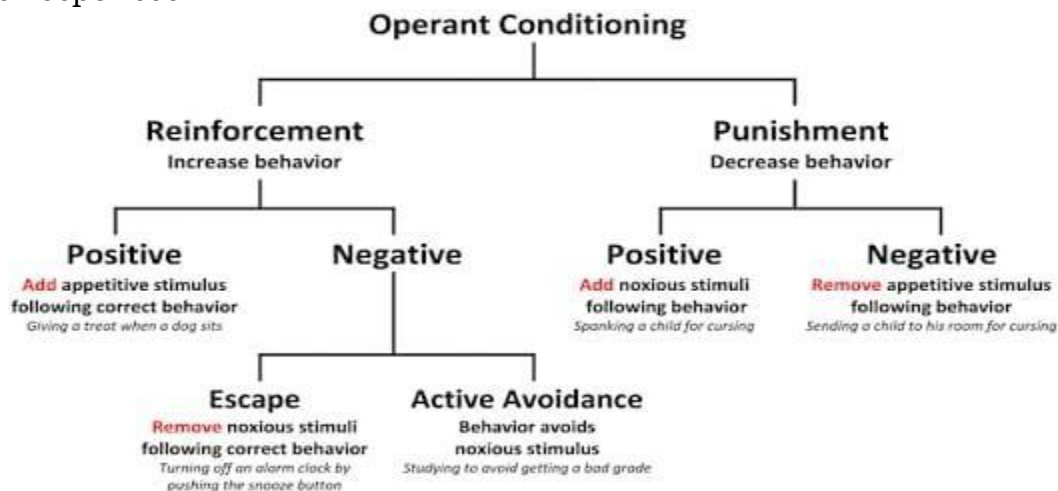 Operant Conditioning
Reinforcement
Increase behavior
Punishment
Decrease behavior
Positive
Add appetitive stimulus
following correct behavior
Giving a treat when a dog sits
Negative
Positive
Add noxious stimuli
following behavior
Spanking a child for cursing
Negative
Remove appetitive stimulus
following behavior
Sending a child to his room for cursing
Escape
Remove noxious stimuli
following correct behavior
Turning off an alarm clock by
pushing the snooze button
Active Avoidance
Behavior avoids
noxious stimulus
Studying to avoid getting a bad grade